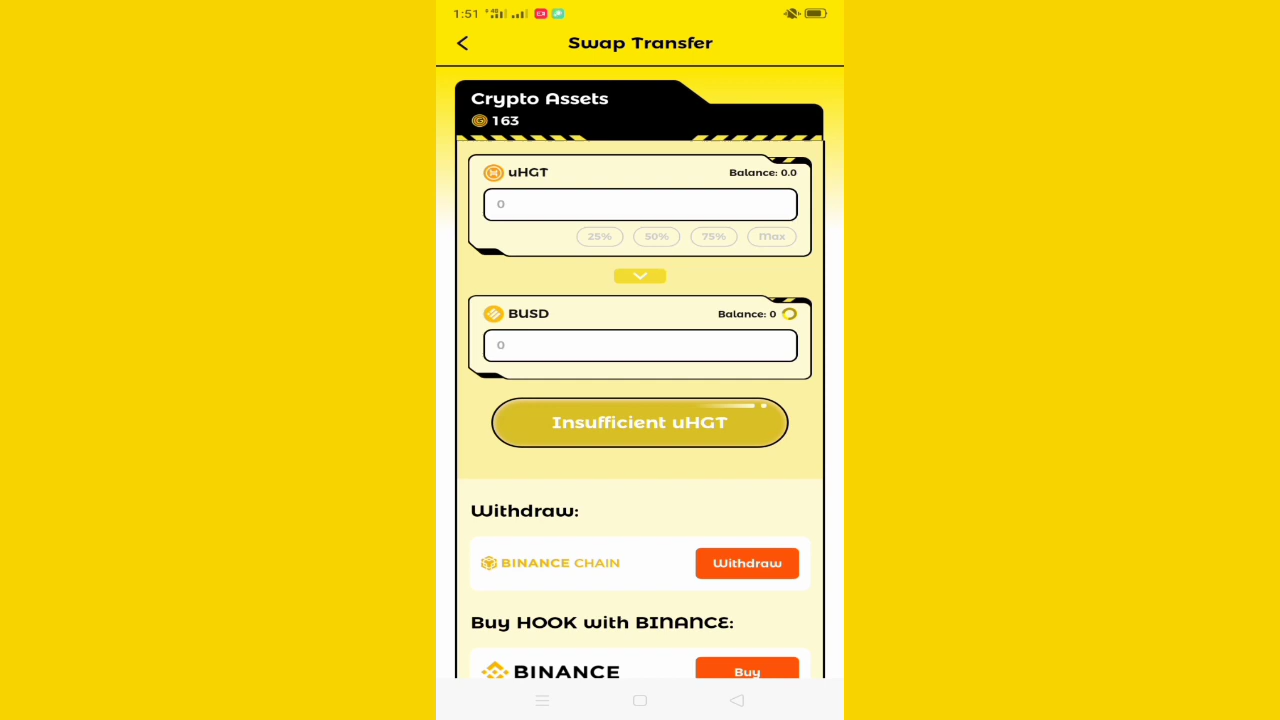 1:51
Swap Transfer
Crypto Assets
163
uHGT Balance: 0.0
0
25% 50% 75% Max
BUSD Balance: 0
0
Insufficient uHGT
Withdraw:
BINANCE CHAIN Withdraw
Buy HOOK with BINANCE:
BINANCE Buy